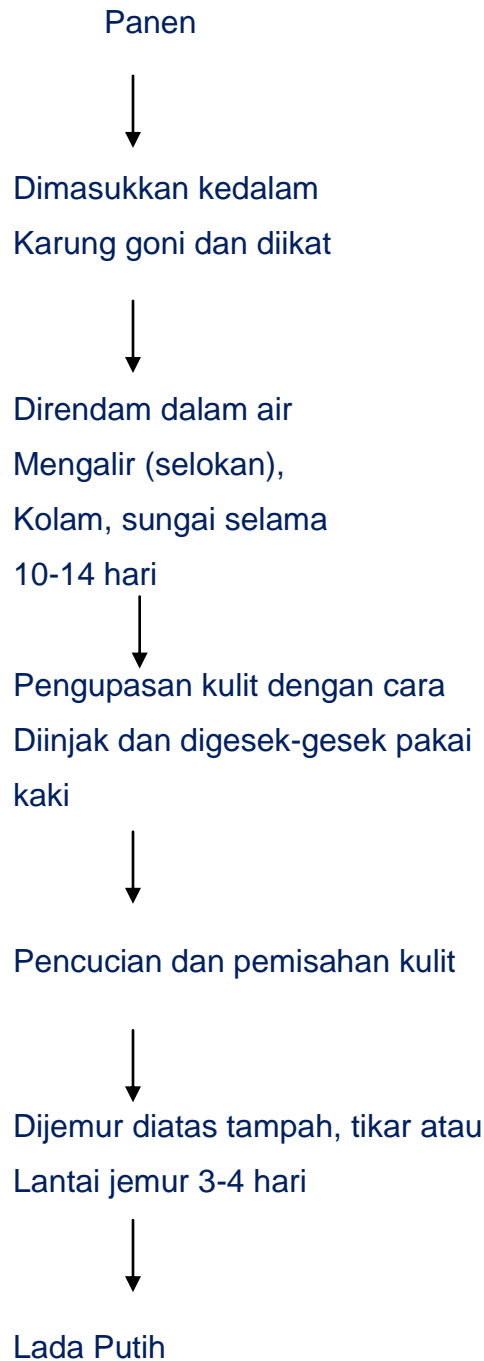 Panen
Dimasukkan kedalam
Karung goni dan diikat
Direndam dalam air
Mengalir (selokan),
Kolam, sungai selama
10-14 hari
Pengupasan kulit dengan cara
Diinjak dan digesek-gesek pakai
kaki
Pencucian dan pemisahan kulit
Dijemur diatas tampah, tikar atau
Lantai jemur 3-4 hari
Lada Putih